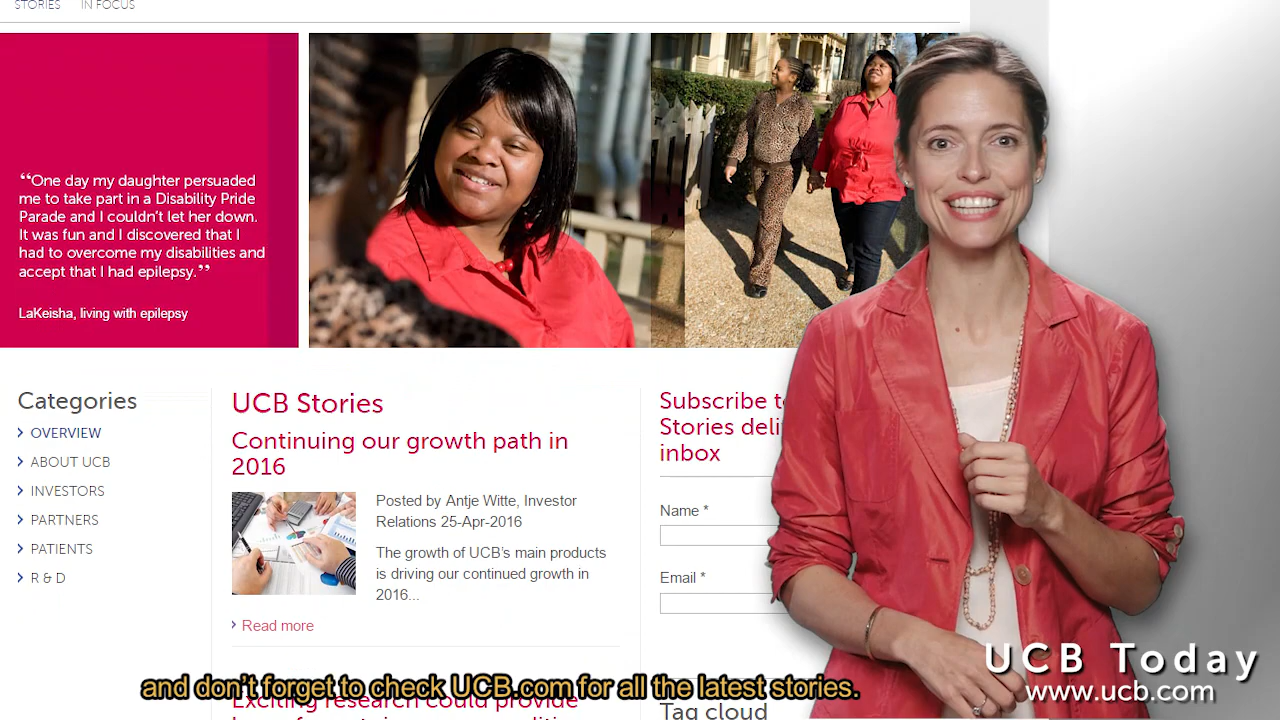 STORIES IN FOCUS
“One day my daughter persuaded
me to take part in a Disability Pride
Parade and I couldn't let her down.
It was fun and I discovered that I
had to overcome my disabilities and
accept that I had epilepsy.”
LaKeisha, living with epilepsy
Categories
OVERVIEW
ABOUT UCB
INVESTORS
PARTNERS
PATIENTS
R & D
UCB Stories
Continuing our growth path in
2016
Posted by Antje Witte, Investor
Relations 25-Apr-2016
The growth of UCB's main products
is driving our continued growth in
2016...
Read more
Exciting research could provide
Subscribe
Stories
inbox
Name *
Email *
Tag cloud
and don't forget to check UCB.com for all the latest stories.
UCB Today
www.ucb.com